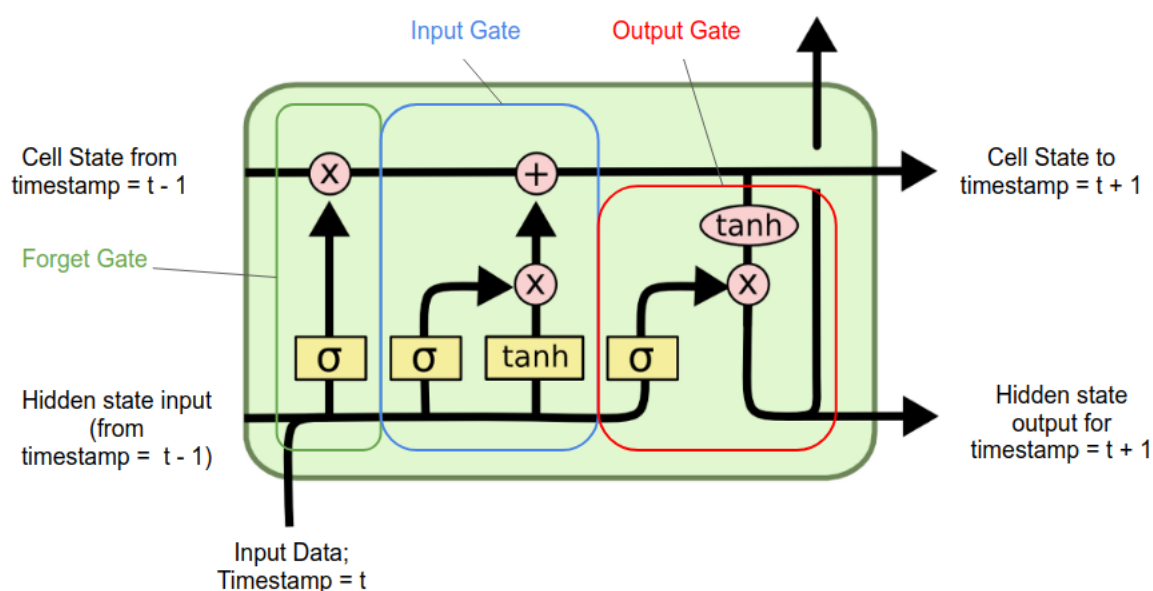 Input Gate
Output Gate
Cell State from
timestamp = t - 1
x
+
Cell State to
timestamp = t + 1
tanh
Forget Gate
x
x
σ
σ
tanh
σ
Hidden state input
(from
timestamp =  t - 1)
Hidden state
output for
timestamp = t + 1
Input Data;
Timestamp = t